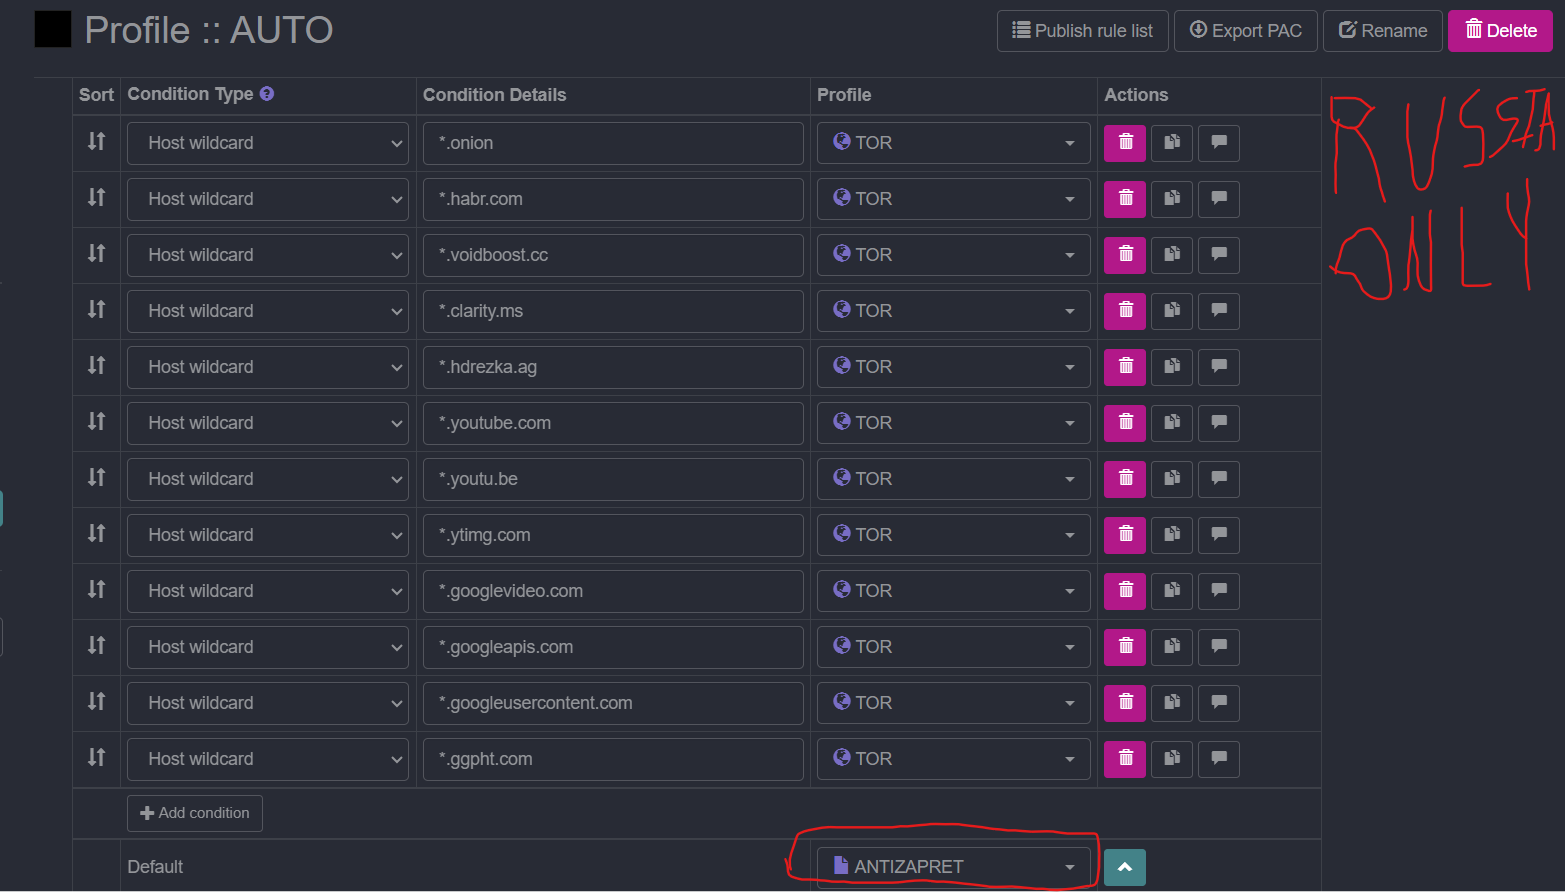 Profile :: AUTO
Publish rule list
Export PAC
Rename
Delete
Sort Condition Type ? Condition Details Profile Actions
Host wildcard *.onion TOR
Host wildcard *.habr.com TOR
Host wildcard *.voidboost.cc TOR
Host wildcard *.clarity.ms TOR
Host wildcard *.hdrezka.ag TOR
Host wildcard *.youtube.com TOR
Host wildcard *.youtu.be TOR
Host wildcard *.ytimg.com TOR
Host wildcard *.googlevideo.com TOR
Host wildcard *.googleapis.com TOR
Host wildcard *.googleusercontent.com TOR
Host wildcard *.ggpht.com TOR
Add condition
Default ANTIZAPRET
RUSSIA
ONLY